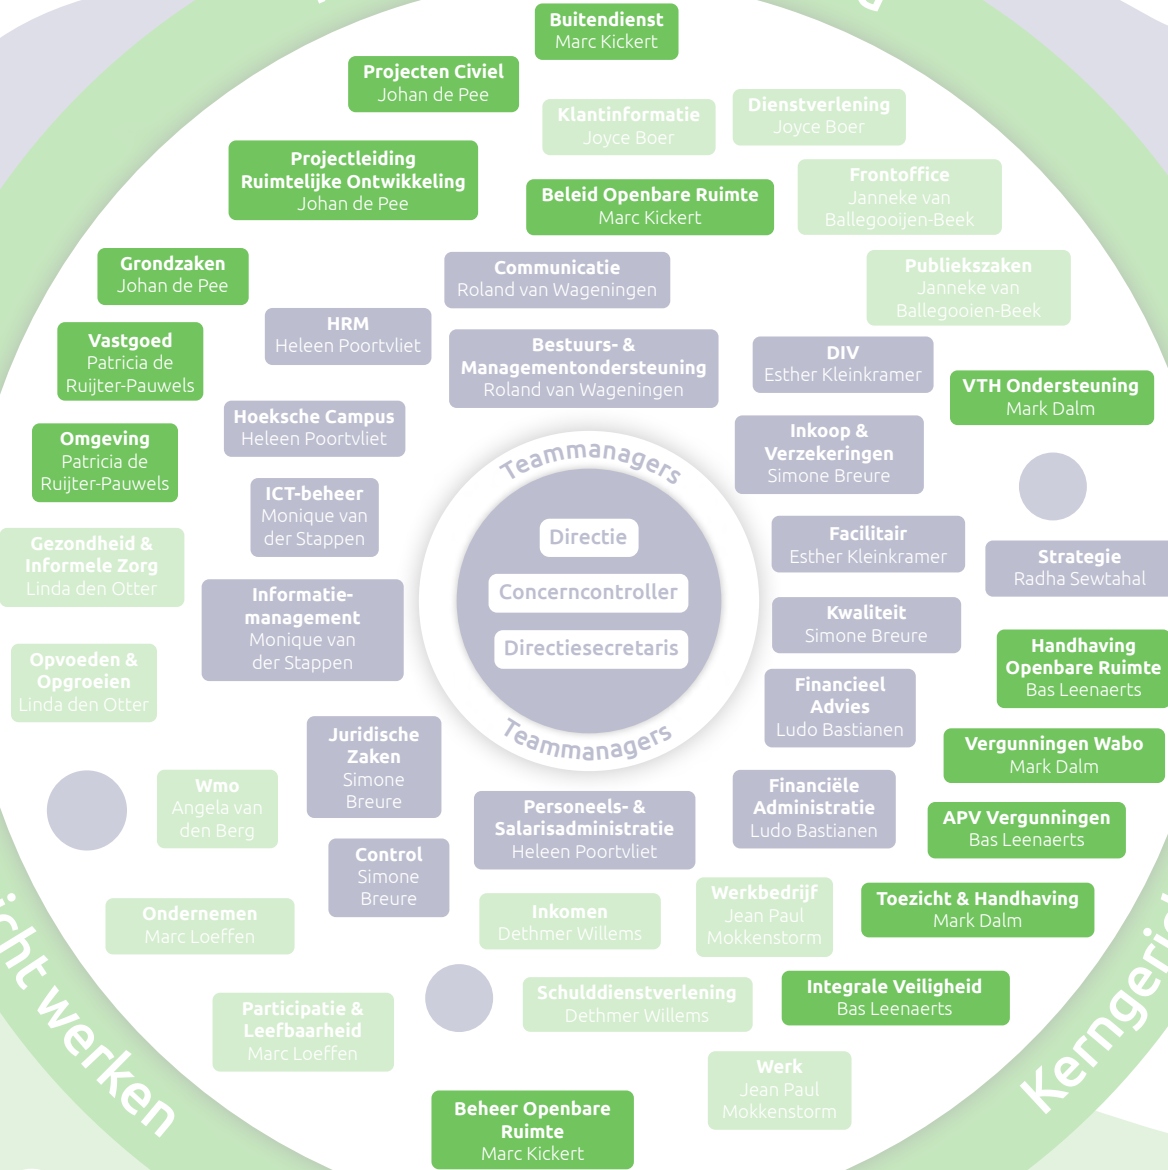 Buitendienst
Marc Kickert
Projecten Civiel
Johan de Pee
Klantinformatie
Joyce Boer
Dienstverlening
Joyce Boer
Projectleiding
Ruimtelijke Ontwikkeling
Johan de Pee
Beleid Openbare Ruimte
Marc Kickert
Frontoffice
Janneke van
Ballegooijen-Beek
Grondzaken
Johan de Pee
Communicatie
Roland van Wageningen
Publiekszaken
Janneke van
Ballegooien-Beek
HRM
Heleen Poortvliet
Vastgoed
Patricia de
Ruijter-Pauwels
Bestuurs- &
Managementondersteuning
Roland van Wageningen
DIV
Esther Kleinkramer
VTH Ondersteuning
Mark Dalm
Hoeksche Campus
Heleen Poortvliet
Omgeving
Patricia de
Ruijter-Pauwels
Inkoop &
Verzekeringen
Simone Breure
Teammanagers
ICT-beheer
Monique van
der Stappen
Directie
Concerncontroller
Directiesecretaris
Teammanagers
Facilitair
Esther Kleinkramer
Strategie
Radha Sewtahal
Gezondheid &
Informele Zorg
Linda den Otter
Informatie-
management
Monique van
der Stappen
Kwaliteit
Simone Breure
Handhaving
Openbare Ruimte
Bas Leenaerts
Opvoeden &
Opgroeien
Linda den Otter
Financieel
Advies
Ludo Bastianen
Juridische
Zaken
Simone
Breure
Vergunningen Wabo
Mark Dalm
Wmo
Angela van
den Berg
Personeels- &
Salarisadministratie
Heleen Poortvliet
Financiële
Administratie
Ludo Bastianen
APV Vergunningen
Bas Leenaerts
Control
Simone
Breure
Ondernemen
Marc Loeffen
Inkomen
Dethmer Willems
Werkbedrijf
Jean Paul
Mokkenstorm
Toezicht & Handhaving
Mark Dalm
Participatie &
Leefbaarheid
Marc Loeffen
Schulddienstverlening
Dethmer Willems
Integrale Veiligheid
Bas Leenaerts
Werk
Jean Paul
Mokkenstorm
Beheer Openbare
Ruimte
Marc Kickert
icht werken
Kerngeric